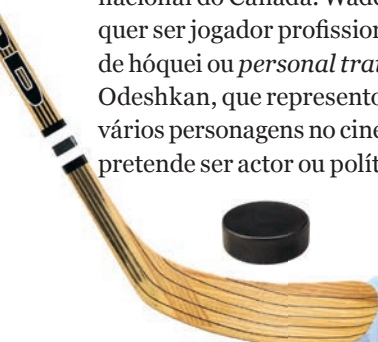 nacional do Canadá. Wade
quer ser jogador profission
de hóquei ou personal trai
Odeshkan, que represento
vários personagens no cine
pretende ser actor ou polít